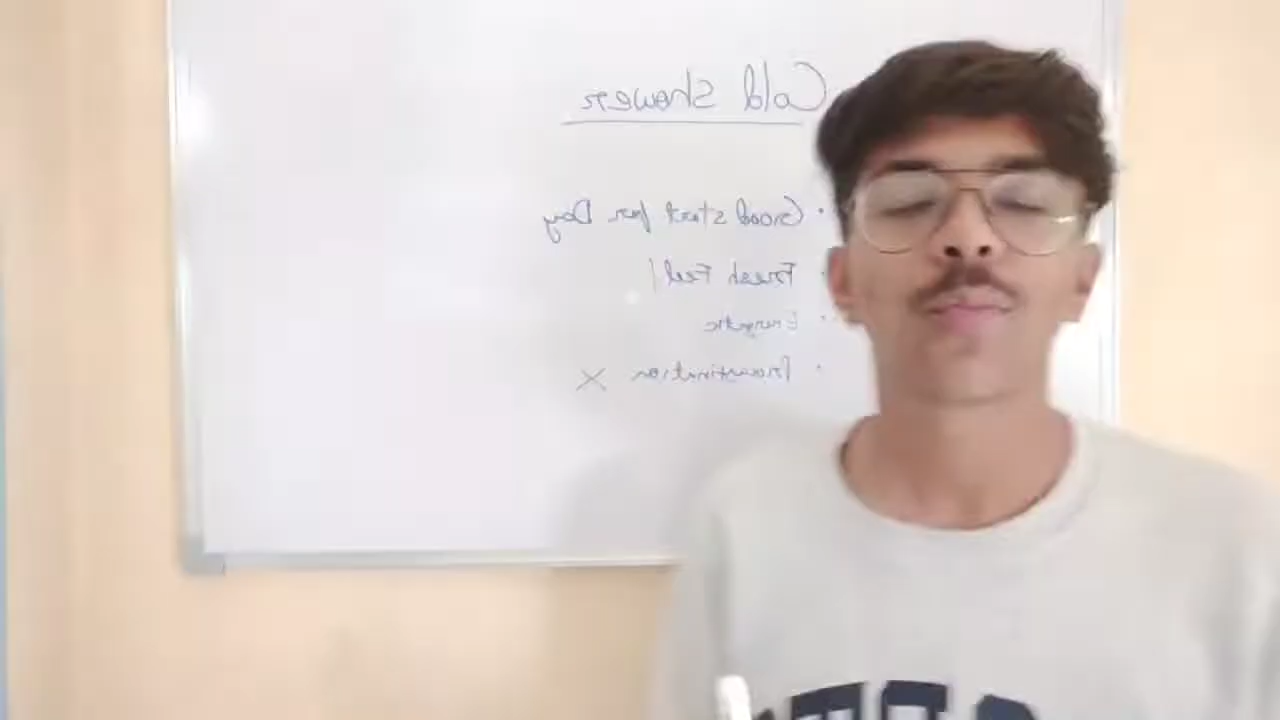 Cold Shower
• Good start for Day
• Fresh Feel
• Energetic
• Procrastination ×